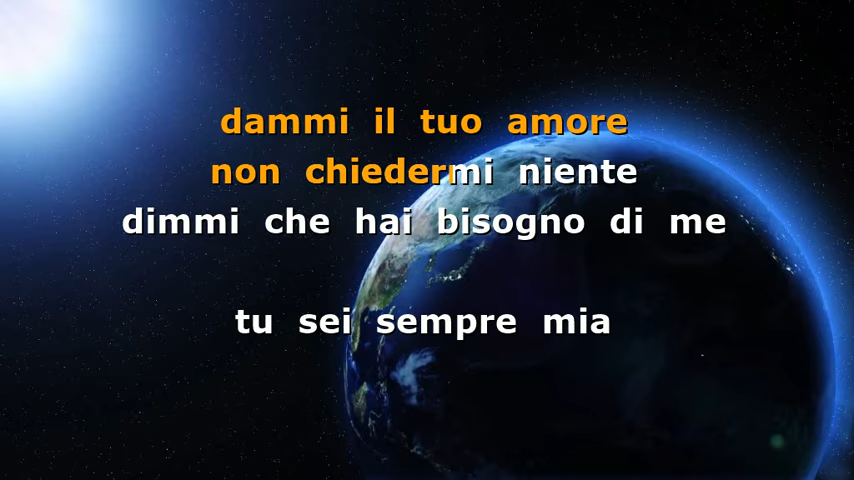 dammi il tuo amore
non chiedermi niente
dimmi che hai bisogno di me
tu sei sempre mia